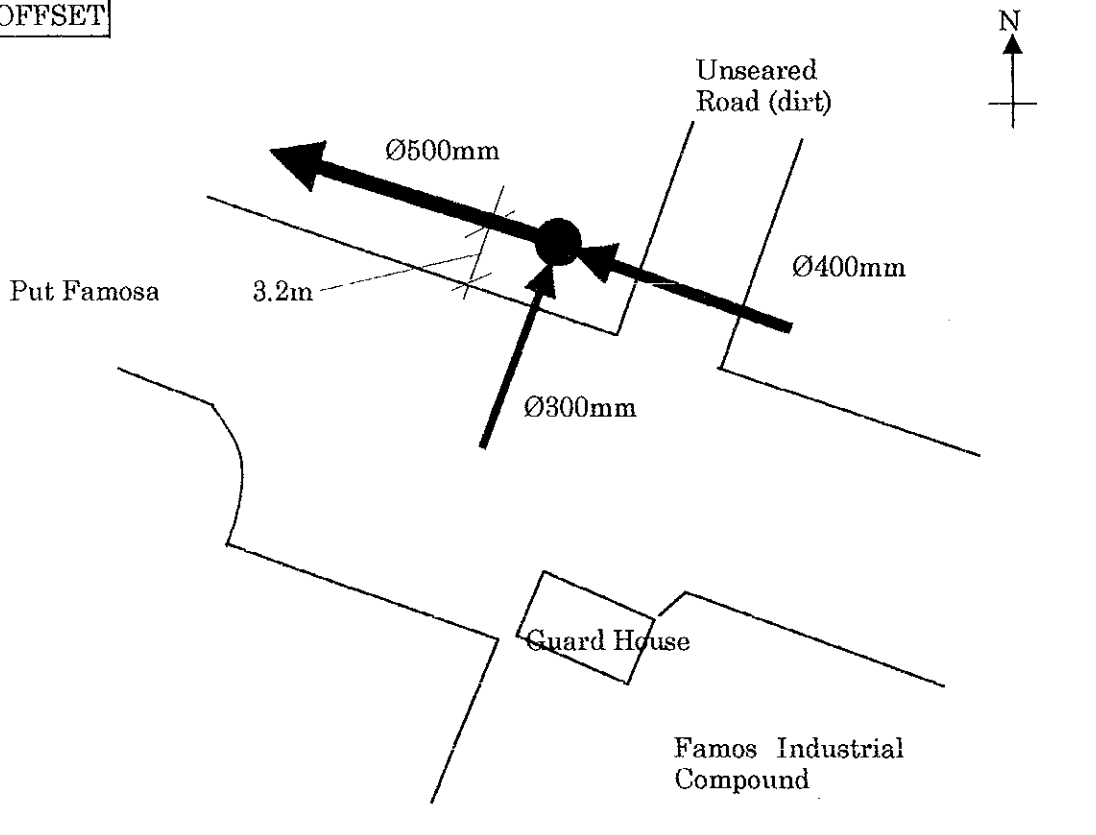 OFFSET
N
Unseared
Road (dirt)
Ø500mm
Ø400mm
Put Famosa
3.2m
Ø300mm
Guard House
Famos Industrial
Compound